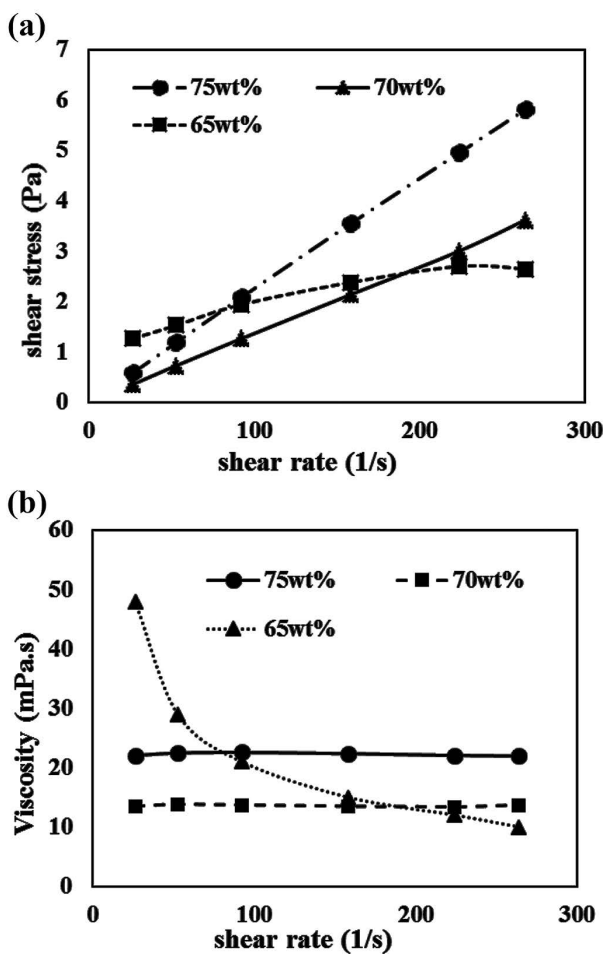 (a)
7
6
5
4
3
2
1
0
shear stress (Pa)
75wt% 70wt%
65wt%
0 100 200 300
shear rate (1/s)
(b)
60
50
40
30
20
10
0
Viscosity (mPa.s)
75wt% 70wt%
65wt%
0 100 200 300
shear rate (1/s)